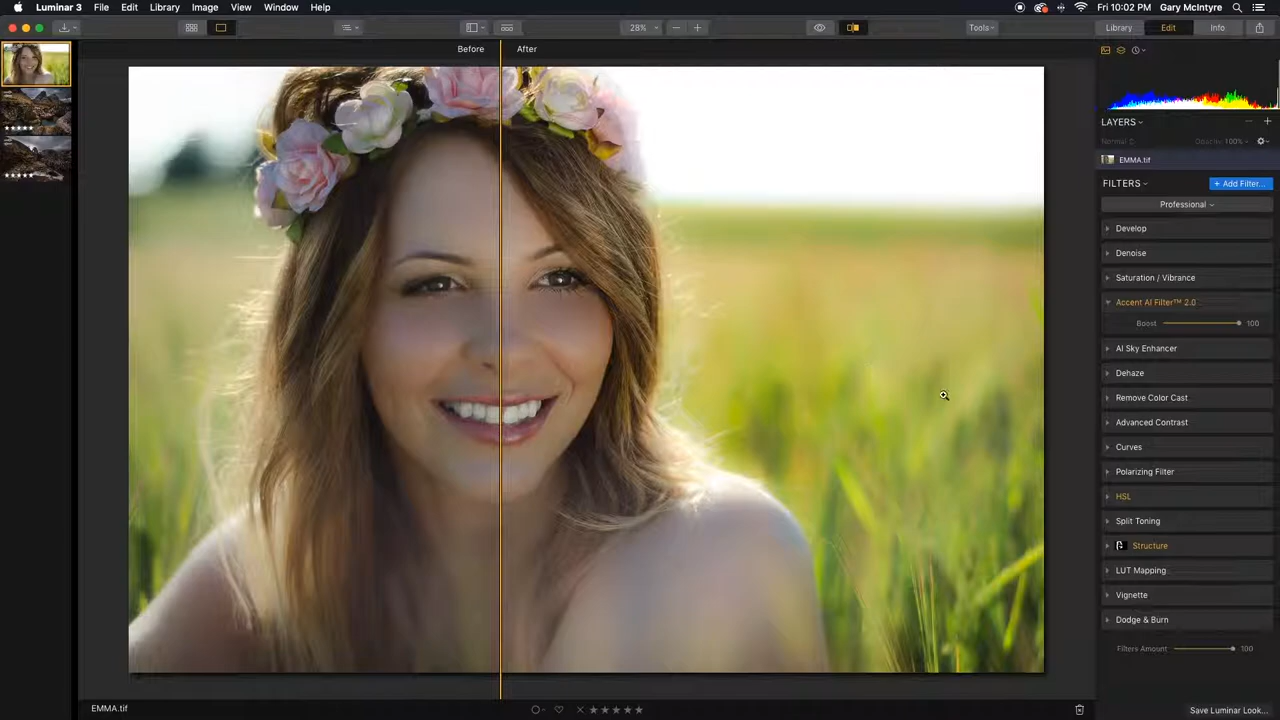 Luminar 3 File Edit Library Image View Window Help Fri 10:02 PM Gary McIntyre
28% Tools Library Edit Info
Before After
LAYERS
Normal Opacity: 100%
EMMA.tif
FILTERS + Add Filter...
Professional
Develop
Denoise
Saturation / Vibrance
Accent AI Filter™ 2.0
Boost 100
AI Sky Enhancer
Dehaze
Remove Color Cast
Advanced Contrast
Curves
Polarizing Filter
HSL
Split Toning
Structure
LUT Mapping
Vignette
Dodge & Burn
Filters Amount 100
EMMA.tif Save Luminar Look...